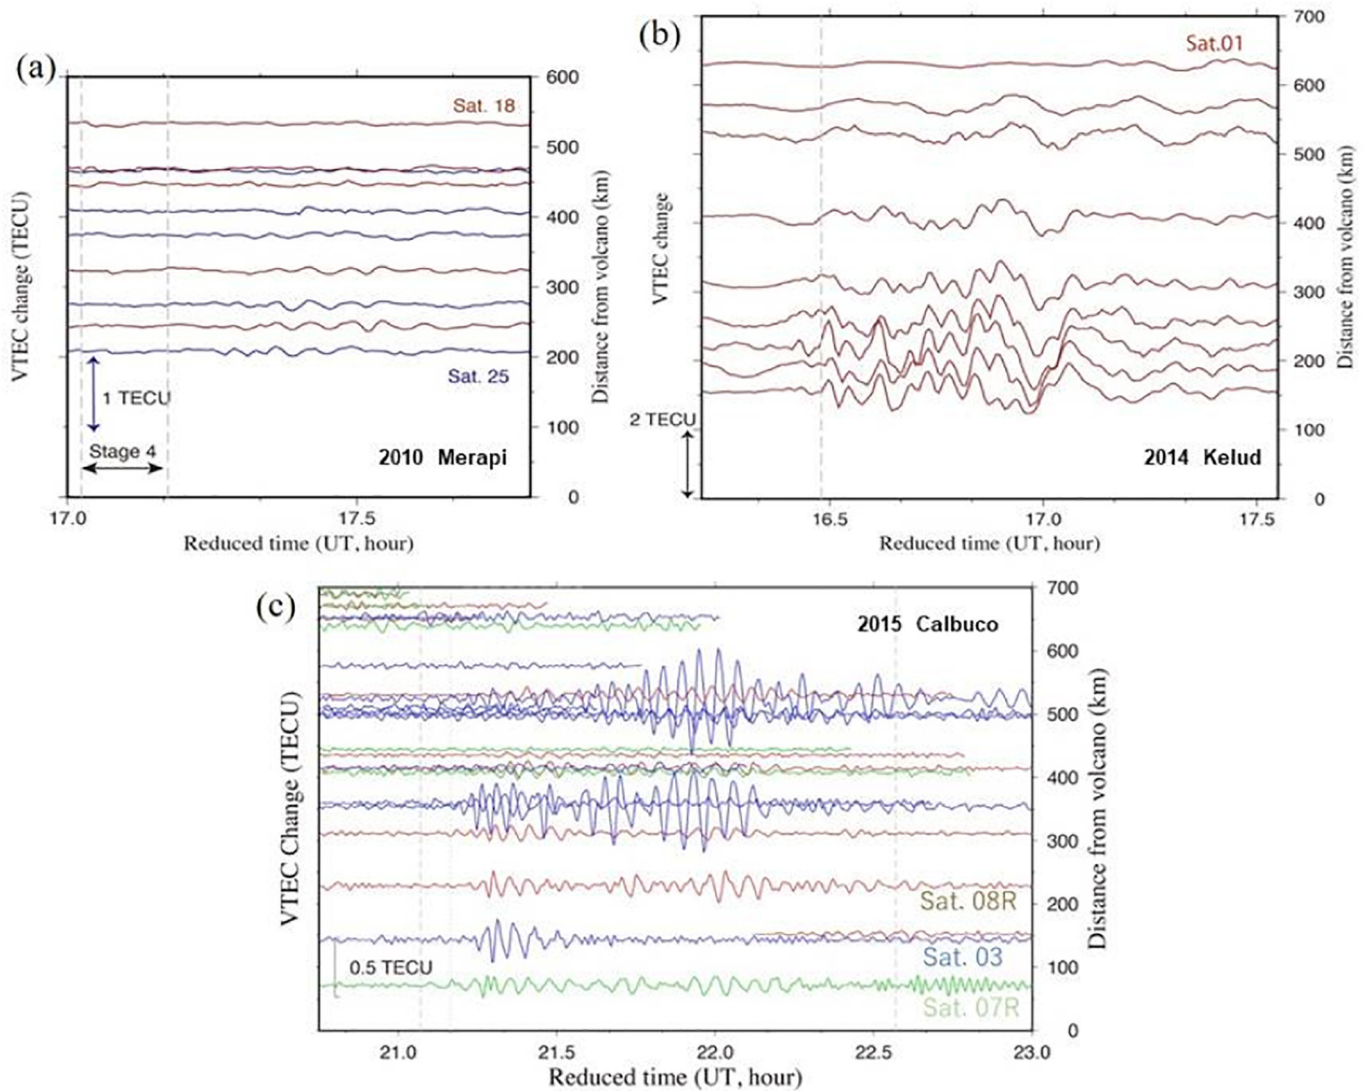 (a)
Sat. 18
Sat. 25
1 TECU
Stage 4
2010 Merapi
VTEC change (TECU)
Distance from volcano (km)
600
500
400
300
200
100
0
17.0
17.5
Reduced time (UT, hour)
(b)
Sat.01
2 TECU
2014 Kelud
VTEC change
Distance from volcano (km)
700
600
500
400
300
200
100
0
16.5
17.0
17.5
Reduced time (UT, hour)
(c)
2015 Calbuco
Sat. 08R
Sat. 03
0.5 TECU
Sat. 07R
VTEC Change (TECU)
Distance from volcano (km)
700
600
500
400
300
200
100
0
21.0
21.5
22.0
22.5
23.0
Reduced time (UT, hour)